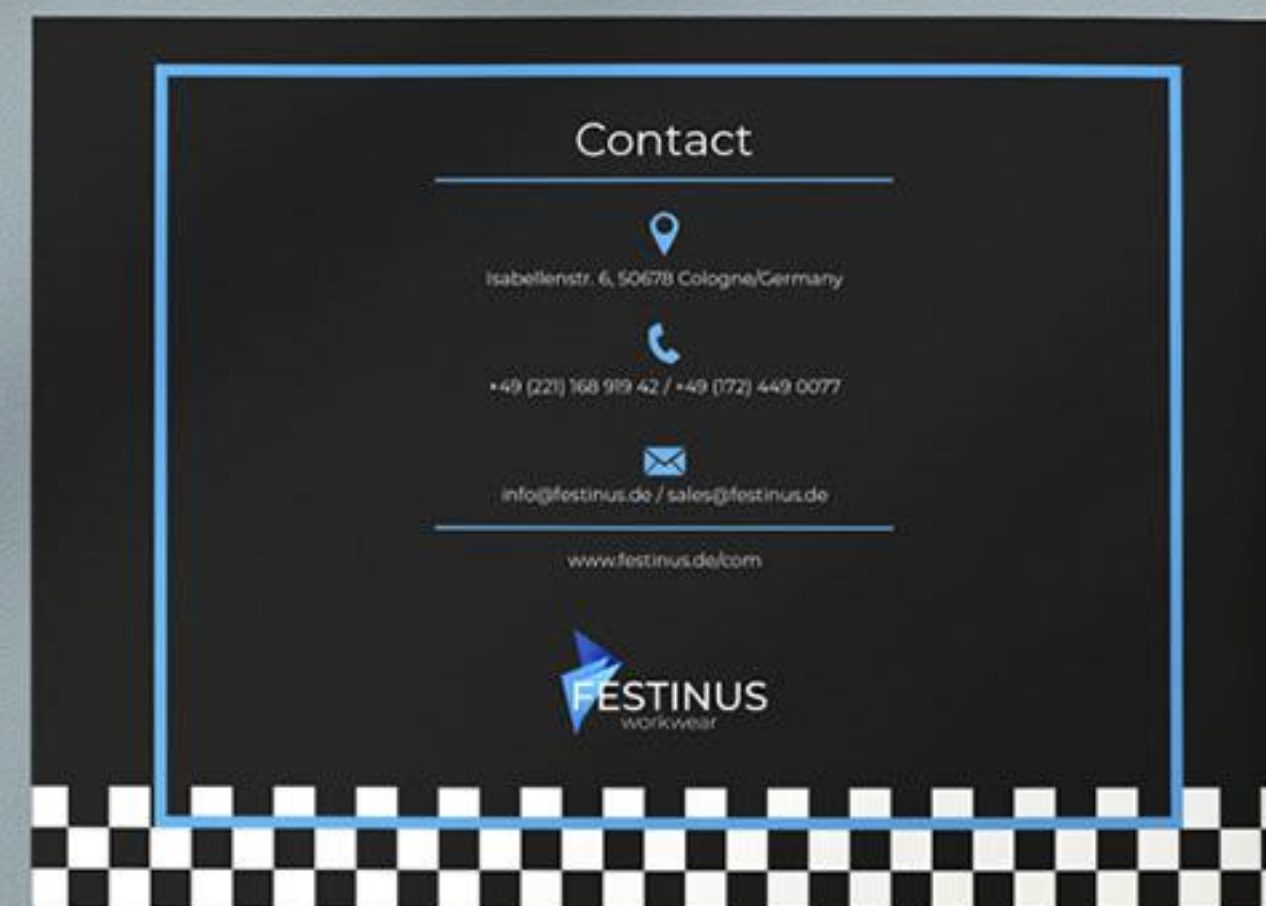 Contact
Isabellenstr. 6, 50678 Cologne/Germany
+49 (221) 168 919 42 / +49 (172) 449 0077
info@festinus.de / sales@festinus.de
www.festinus.de/com
FESTINUS
workwear